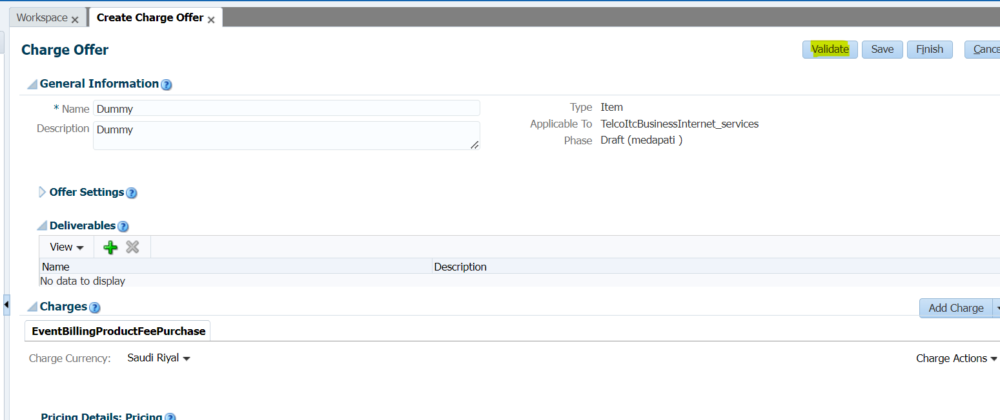 Workspace
Create Charge Offer
Charge Offer
Validate Save Finish Cance
General Information
* Name Dummy
Description Dummy
Type Item
Applicable To TelcoItcBusinessInternet_services
Phase Draft (medapati )
Offer Settings
Deliverables
View
Name Description
No data to display
Charges
Add Charge
EventBillingProductFeePurchase
Charge Currency: Saudi Riyal
Charge Actions
Pricing Details: Pricing